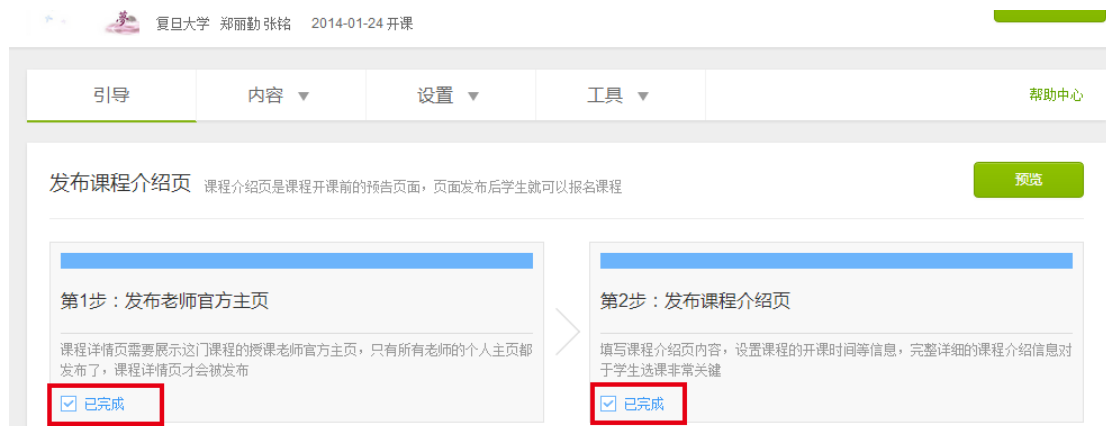 复旦大学 郑丽勤 张铭 2014-01-24 开课
引导 内容 ▼ 设置 ▼ 工具 ▼ 帮助中心
发布课程介绍页 课程介绍页是课程开课前的预告页面，页面发布后学生就可以报名课程 预览
第1步：发布老师官方主页
课程详情页需要展示这门课程的授课老师官方主页，只有所有老师的个人主页都
发布了，课程详情页才会被发布
已完成
第2步：发布课程介绍页
填写课程介绍页内容，设置课程的开课时间等信息，完整详细的课程介绍信息对
于学生选课非常关键
已完成